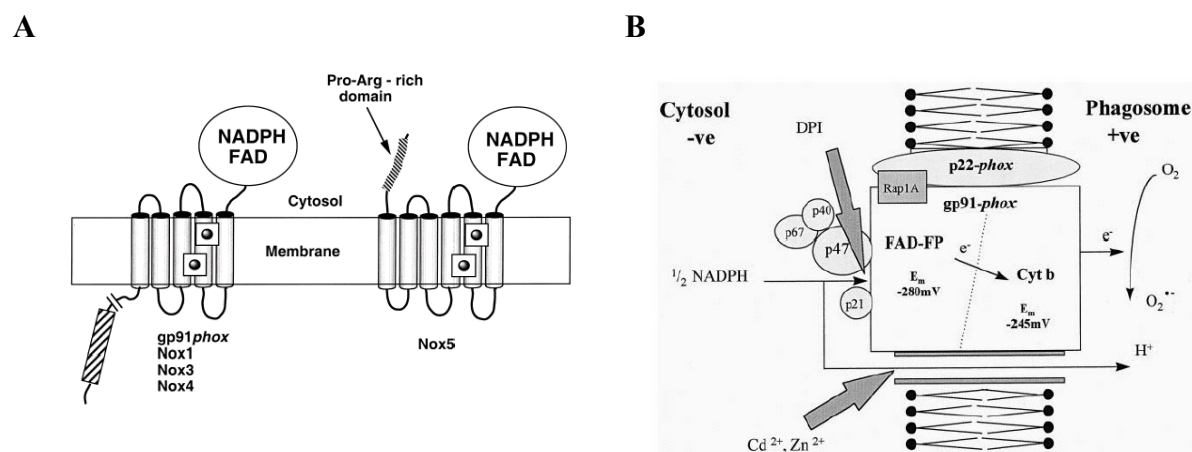 A
Pro-Arg - rich
domain
NADPH
FAD
NADPH
FAD
Cytosol
Membrane
gp91phox
Nox1
Nox3
Nox4
Nox5
B
Cytosol
-ve
Phagosome
+ve
DPI
p22-phox
Rap1A
gp91-phox
O2
p40
p67
p47
FAD-FP
e-
e-
Cyt b
1/2 NADPH
Em
-280mV
p21
Em
-245mV
O2•-
H+
Cd 2+, Zn 2+